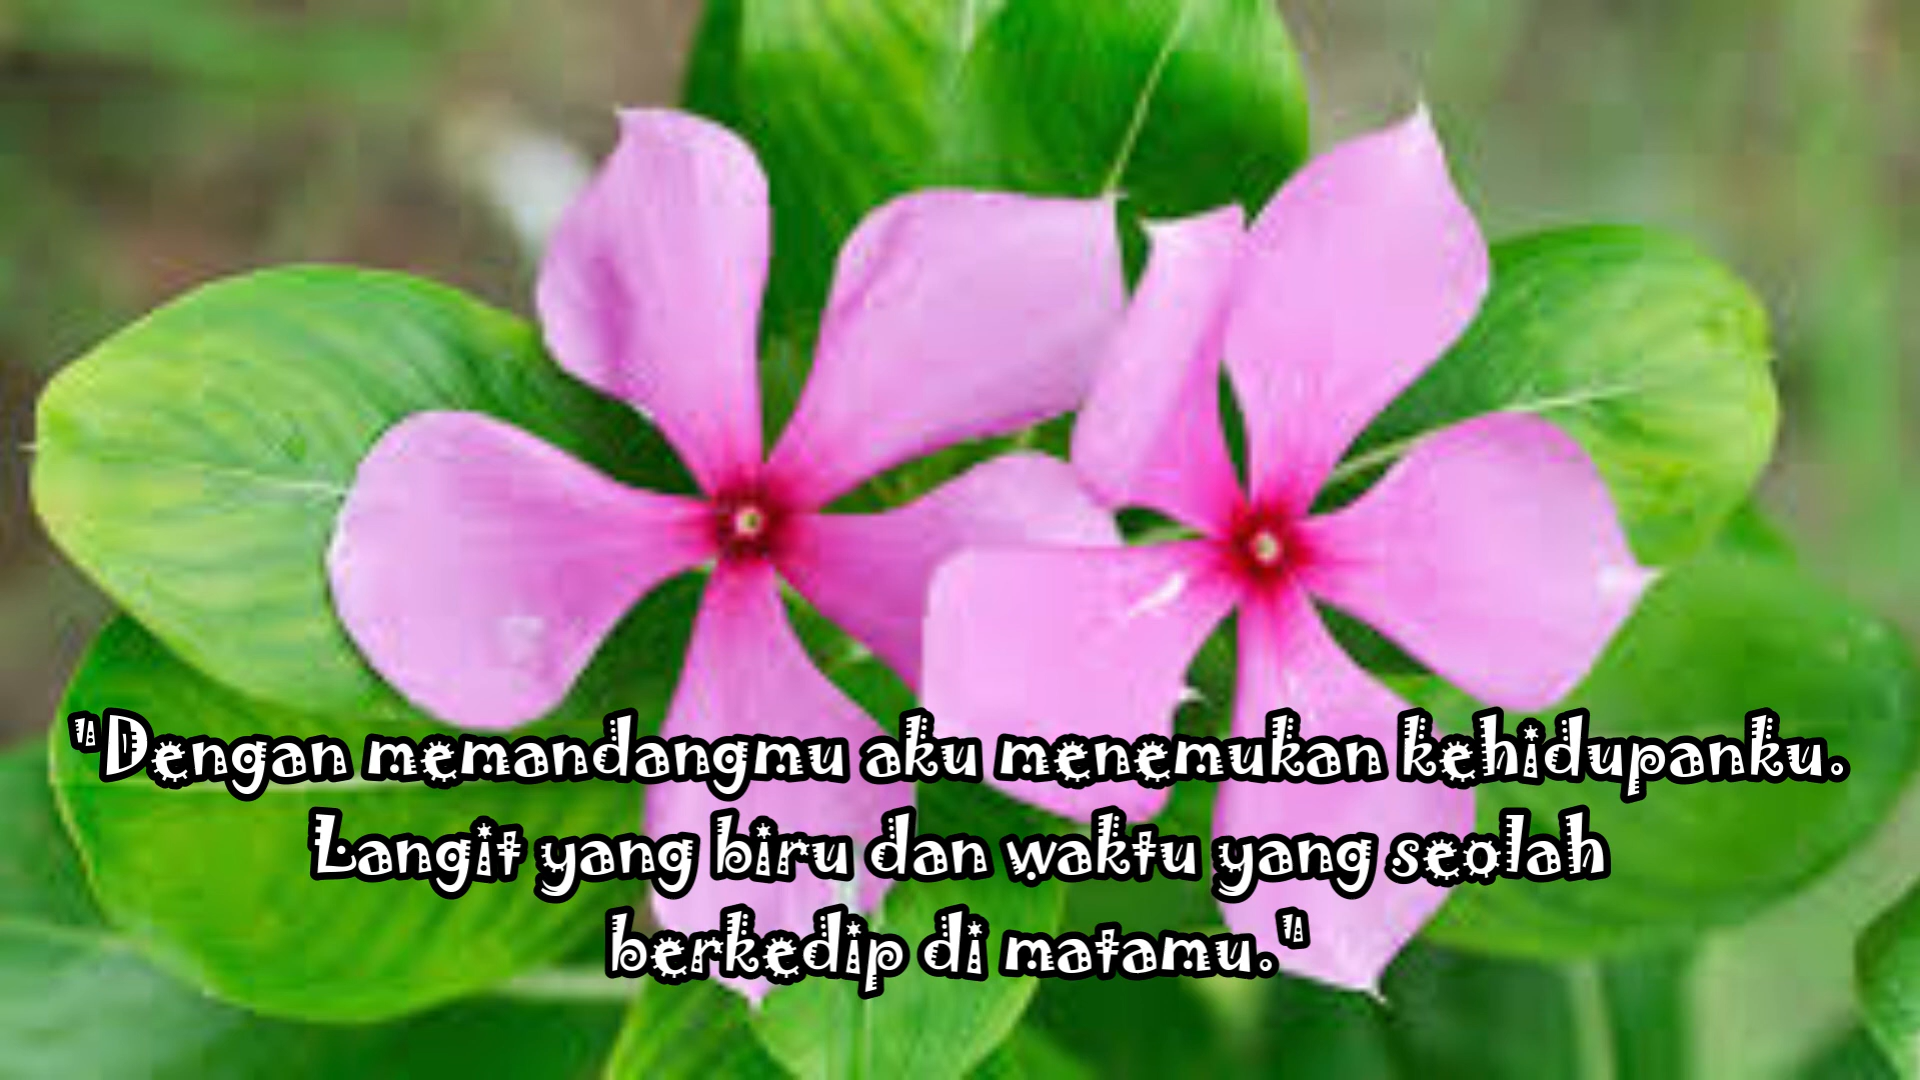 "Dengan memandangmu aku menemukan kehidupanku.
Langit yang biru dan waktu yang seolah
berkedip di matamu."